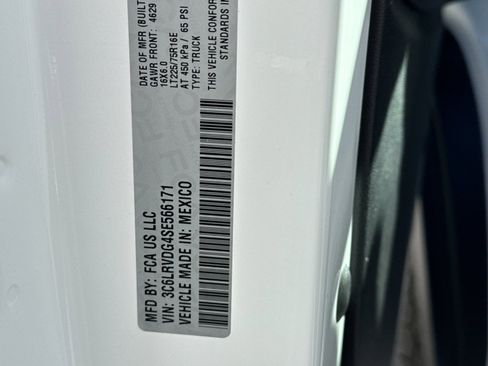 MFD BY: FCA US LLC
VIN: 3C6LRVDG4SE566171
VEHICLE MADE IN: MEXICO
DATE OF MFR (BUILT
GAWR FRONT: 4629
16X6.0
LT225/75R16E
AT 450 kPa / 65 PSI
TYPE: TRUCK
THIS VEHICLE CONFOR
STANDARDS IN